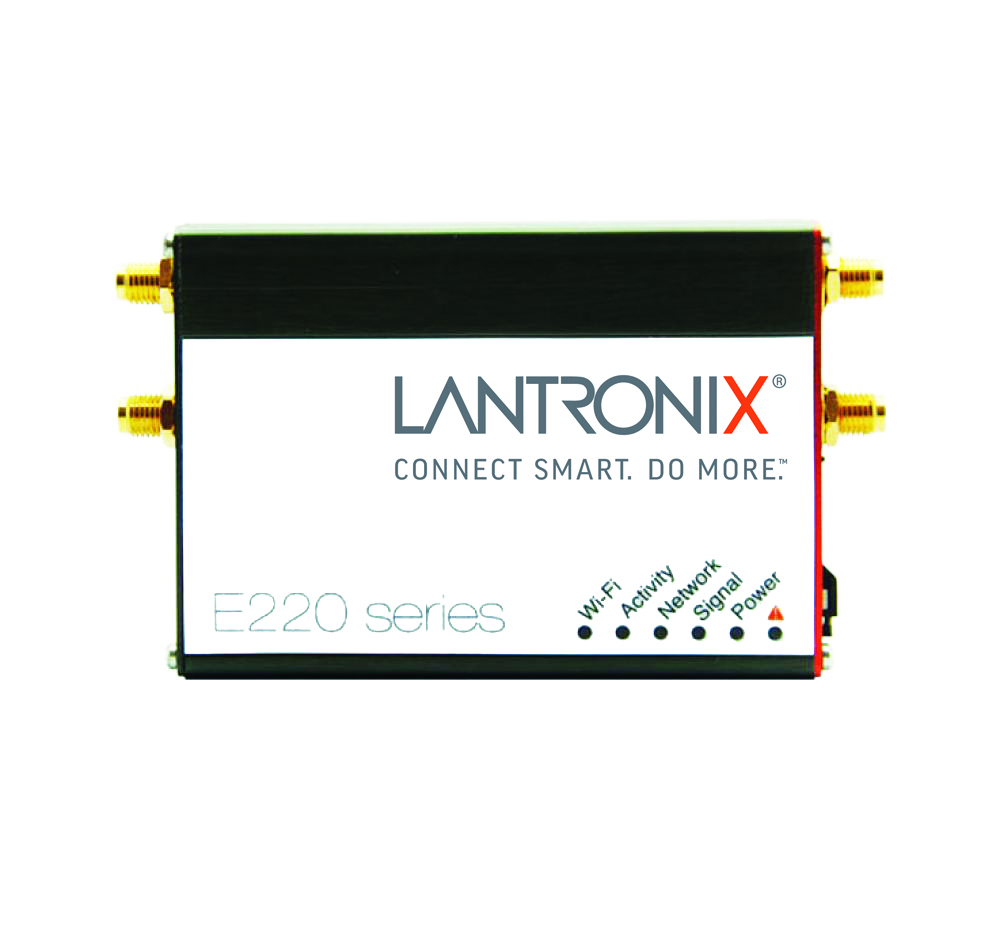 LANTRONIX®
CONNECT SMART. DO MORE.™
E220 series
Wi-Fi
Activity
Network
Signal
Power